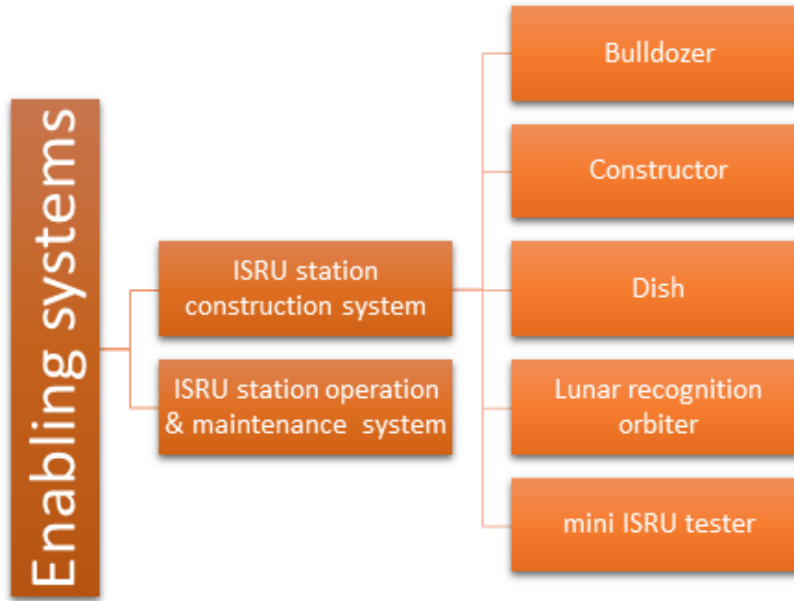 Enabling systems
ISRU station
construction system
ISRU station operation
& maintenance system
Bulldozer
Constructor
Dish
Lunar recognition
orbiter
mini ISRU tester